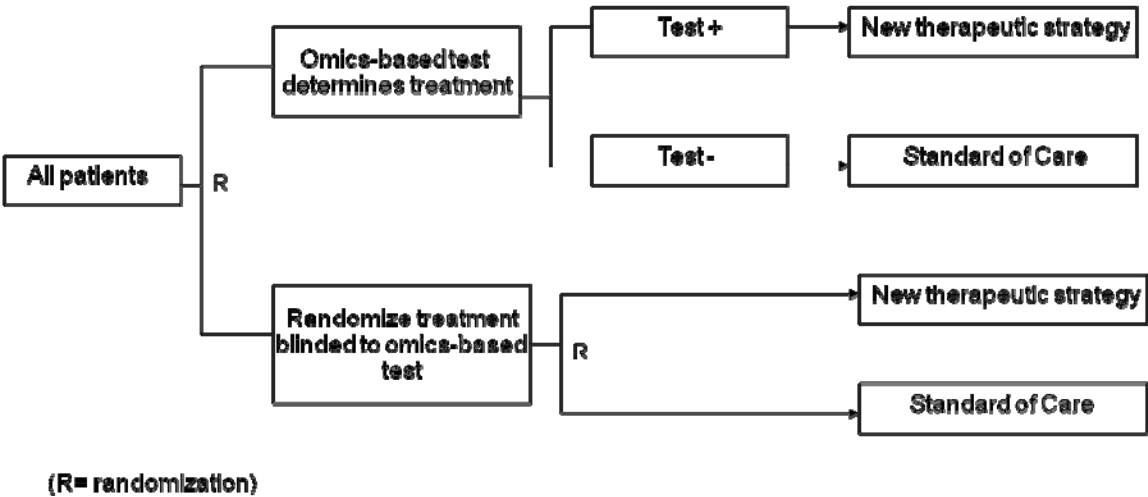 Test +
New therapeutic strategy
Omics-based test
determines treatment
Test -
Standard of Care
All patients
R
New therapeutic strategy
Randomize treatment
blinded to omics-based
test
R
Standard of Care
(R= randomization)